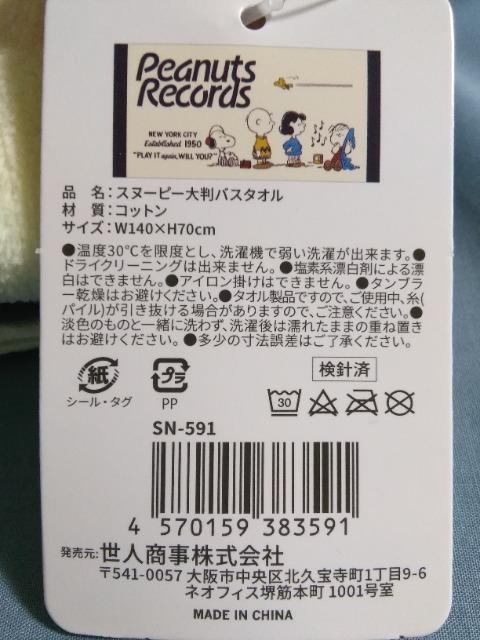 Peanuts
Records
NEW YORK CITY
Established 1950
"PLAY IT again, WILL YOU?"
品 名：スヌーピー大判バスタオル
材 質：コットン
サイズ：W140×H70cm
●温度30℃を限度とし、洗濯機で弱い洗濯が出来ます。●
ドライクリーニングは出来ません。●塩素系漂白剤による漂
白はできません。●アイロン掛けはできません。●タンブラ
ー乾燥はお避けください。●タオル製品ですので、ご使用中、糸(
パイル)が引き抜ける場合がありますので、ご注意ください。●
淡色のものと一緒に洗わず、洗濯後は濡れたままの重ね置き
はお避けください。●多少の寸法誤差はご了承ください。
紙
シール・タグ
プラ
PP
検針済
30
SN-591
4 570159 383591
発売元：世人商事株式会社
〒541-0057 大阪市中央区北久宝寺町1丁目9-6
ネオフィス堺筋本町 1001号室
MADE IN CHINA